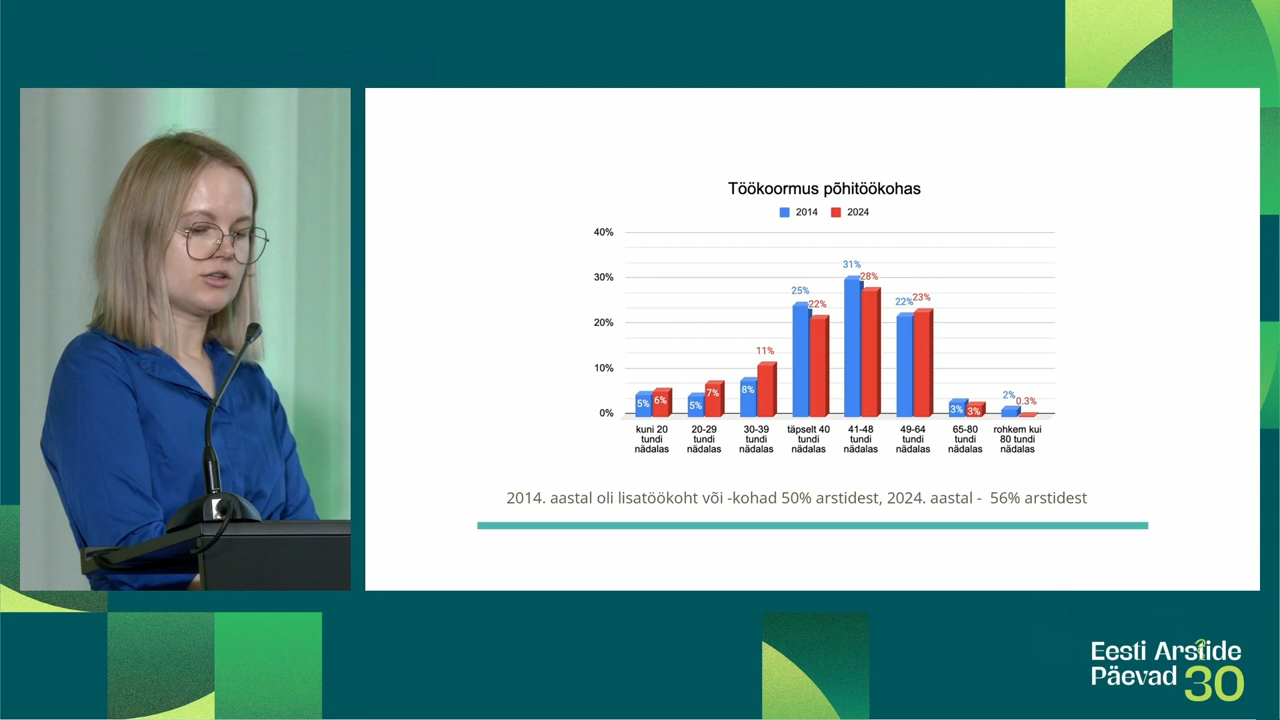 Töökoormus põhitöökohas
2014 2024
40%
30%
20%
10%
0%
5% 6% 5% 7% 8% 11% 25% 22% 31% 28% 22% 23% 3% 3% 2% 0.3%
kuni 20 tundi nädalas
20-29 tundi nädalas
30-39 tundi nädalas
täpselt 40 tundi nädalas
41-48 tundi nädalas
49-64 tundi nädalas
65-80 tundi nädalas
rohkem kui 80 tundi nädalas
2014. aastal oli lisatöökoht või -kohad 50% arstidest, 2024. aastal - 56% arstidest
Eesti Arstide
Päevad 30